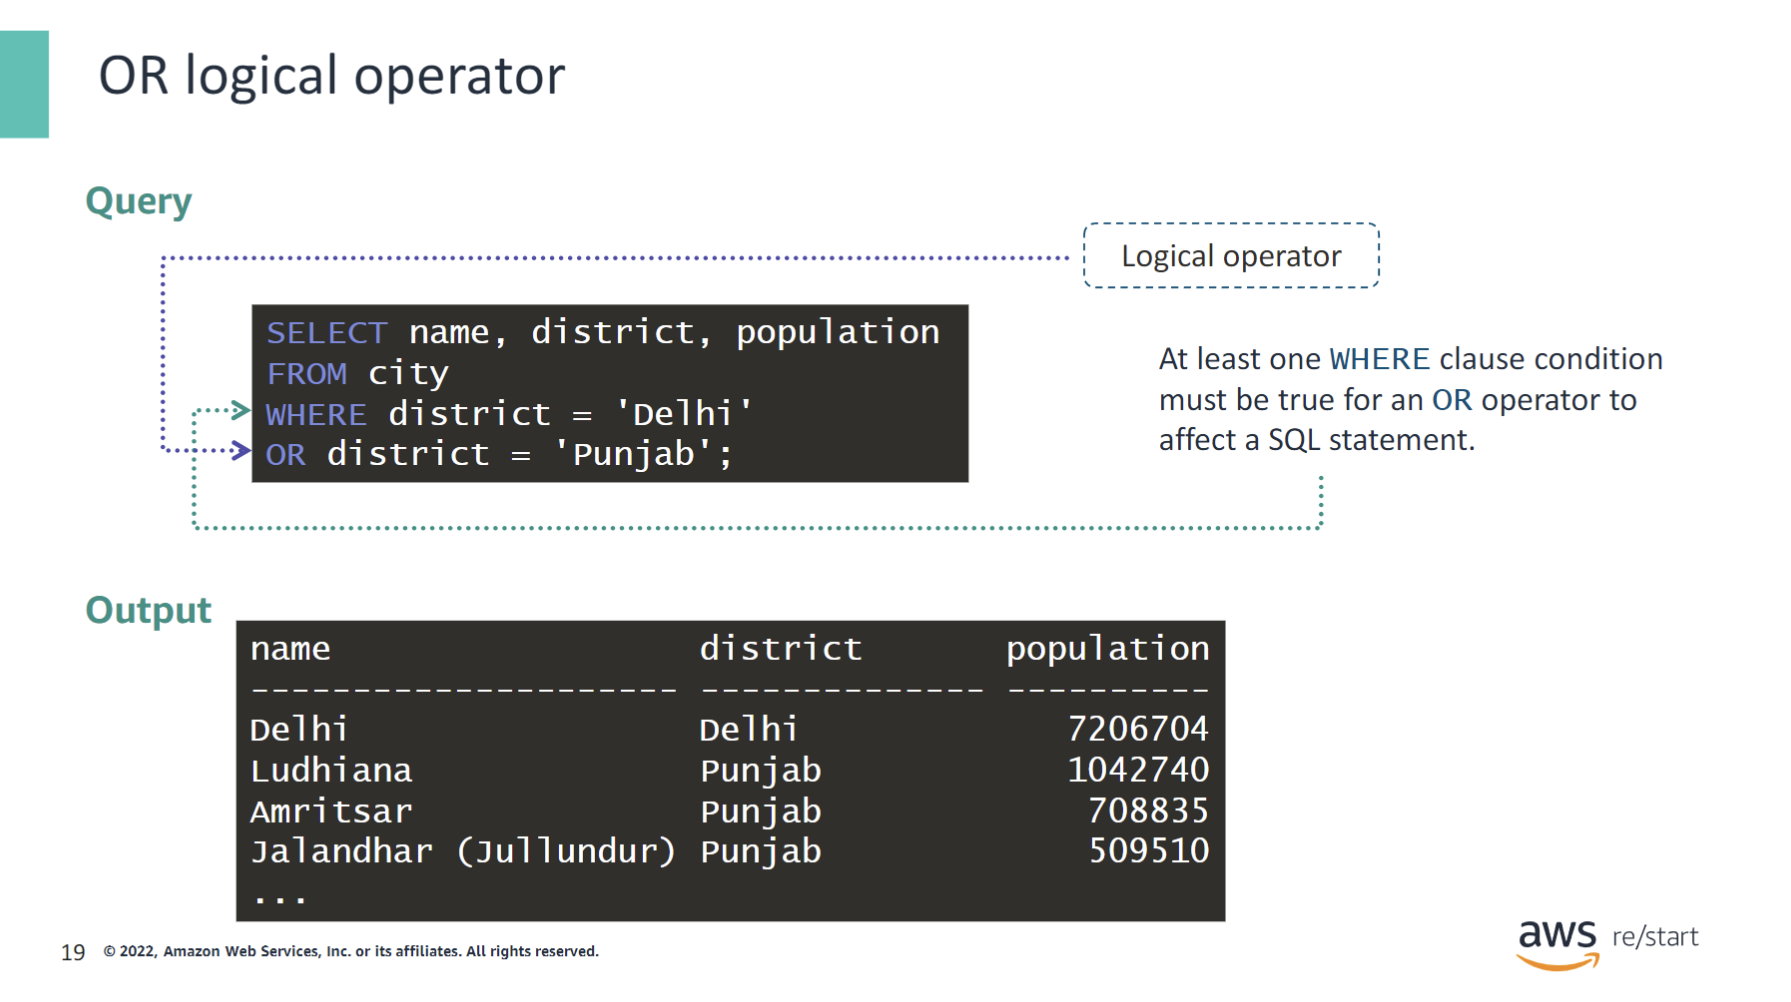 OR logical operator
Query
Logical operator
SELECT name, district, population
FROM city
WHERE district = 'Delhi'
OR district = 'Punjab';
At least one WHERE clause condition
must be true for an OR operator to
affect a SQL statement.
Output
name district population
--------------------- -------------- ----------
Delhi Delhi 7206704
Ludhiana Punjab 1042740
Amritsar Punjab 708835
Jalandhar (Jullundur) Punjab 509510
...
19 © 2022, Amazon Web Services, Inc. or its affiliates. All rights reserved.
aws re/start